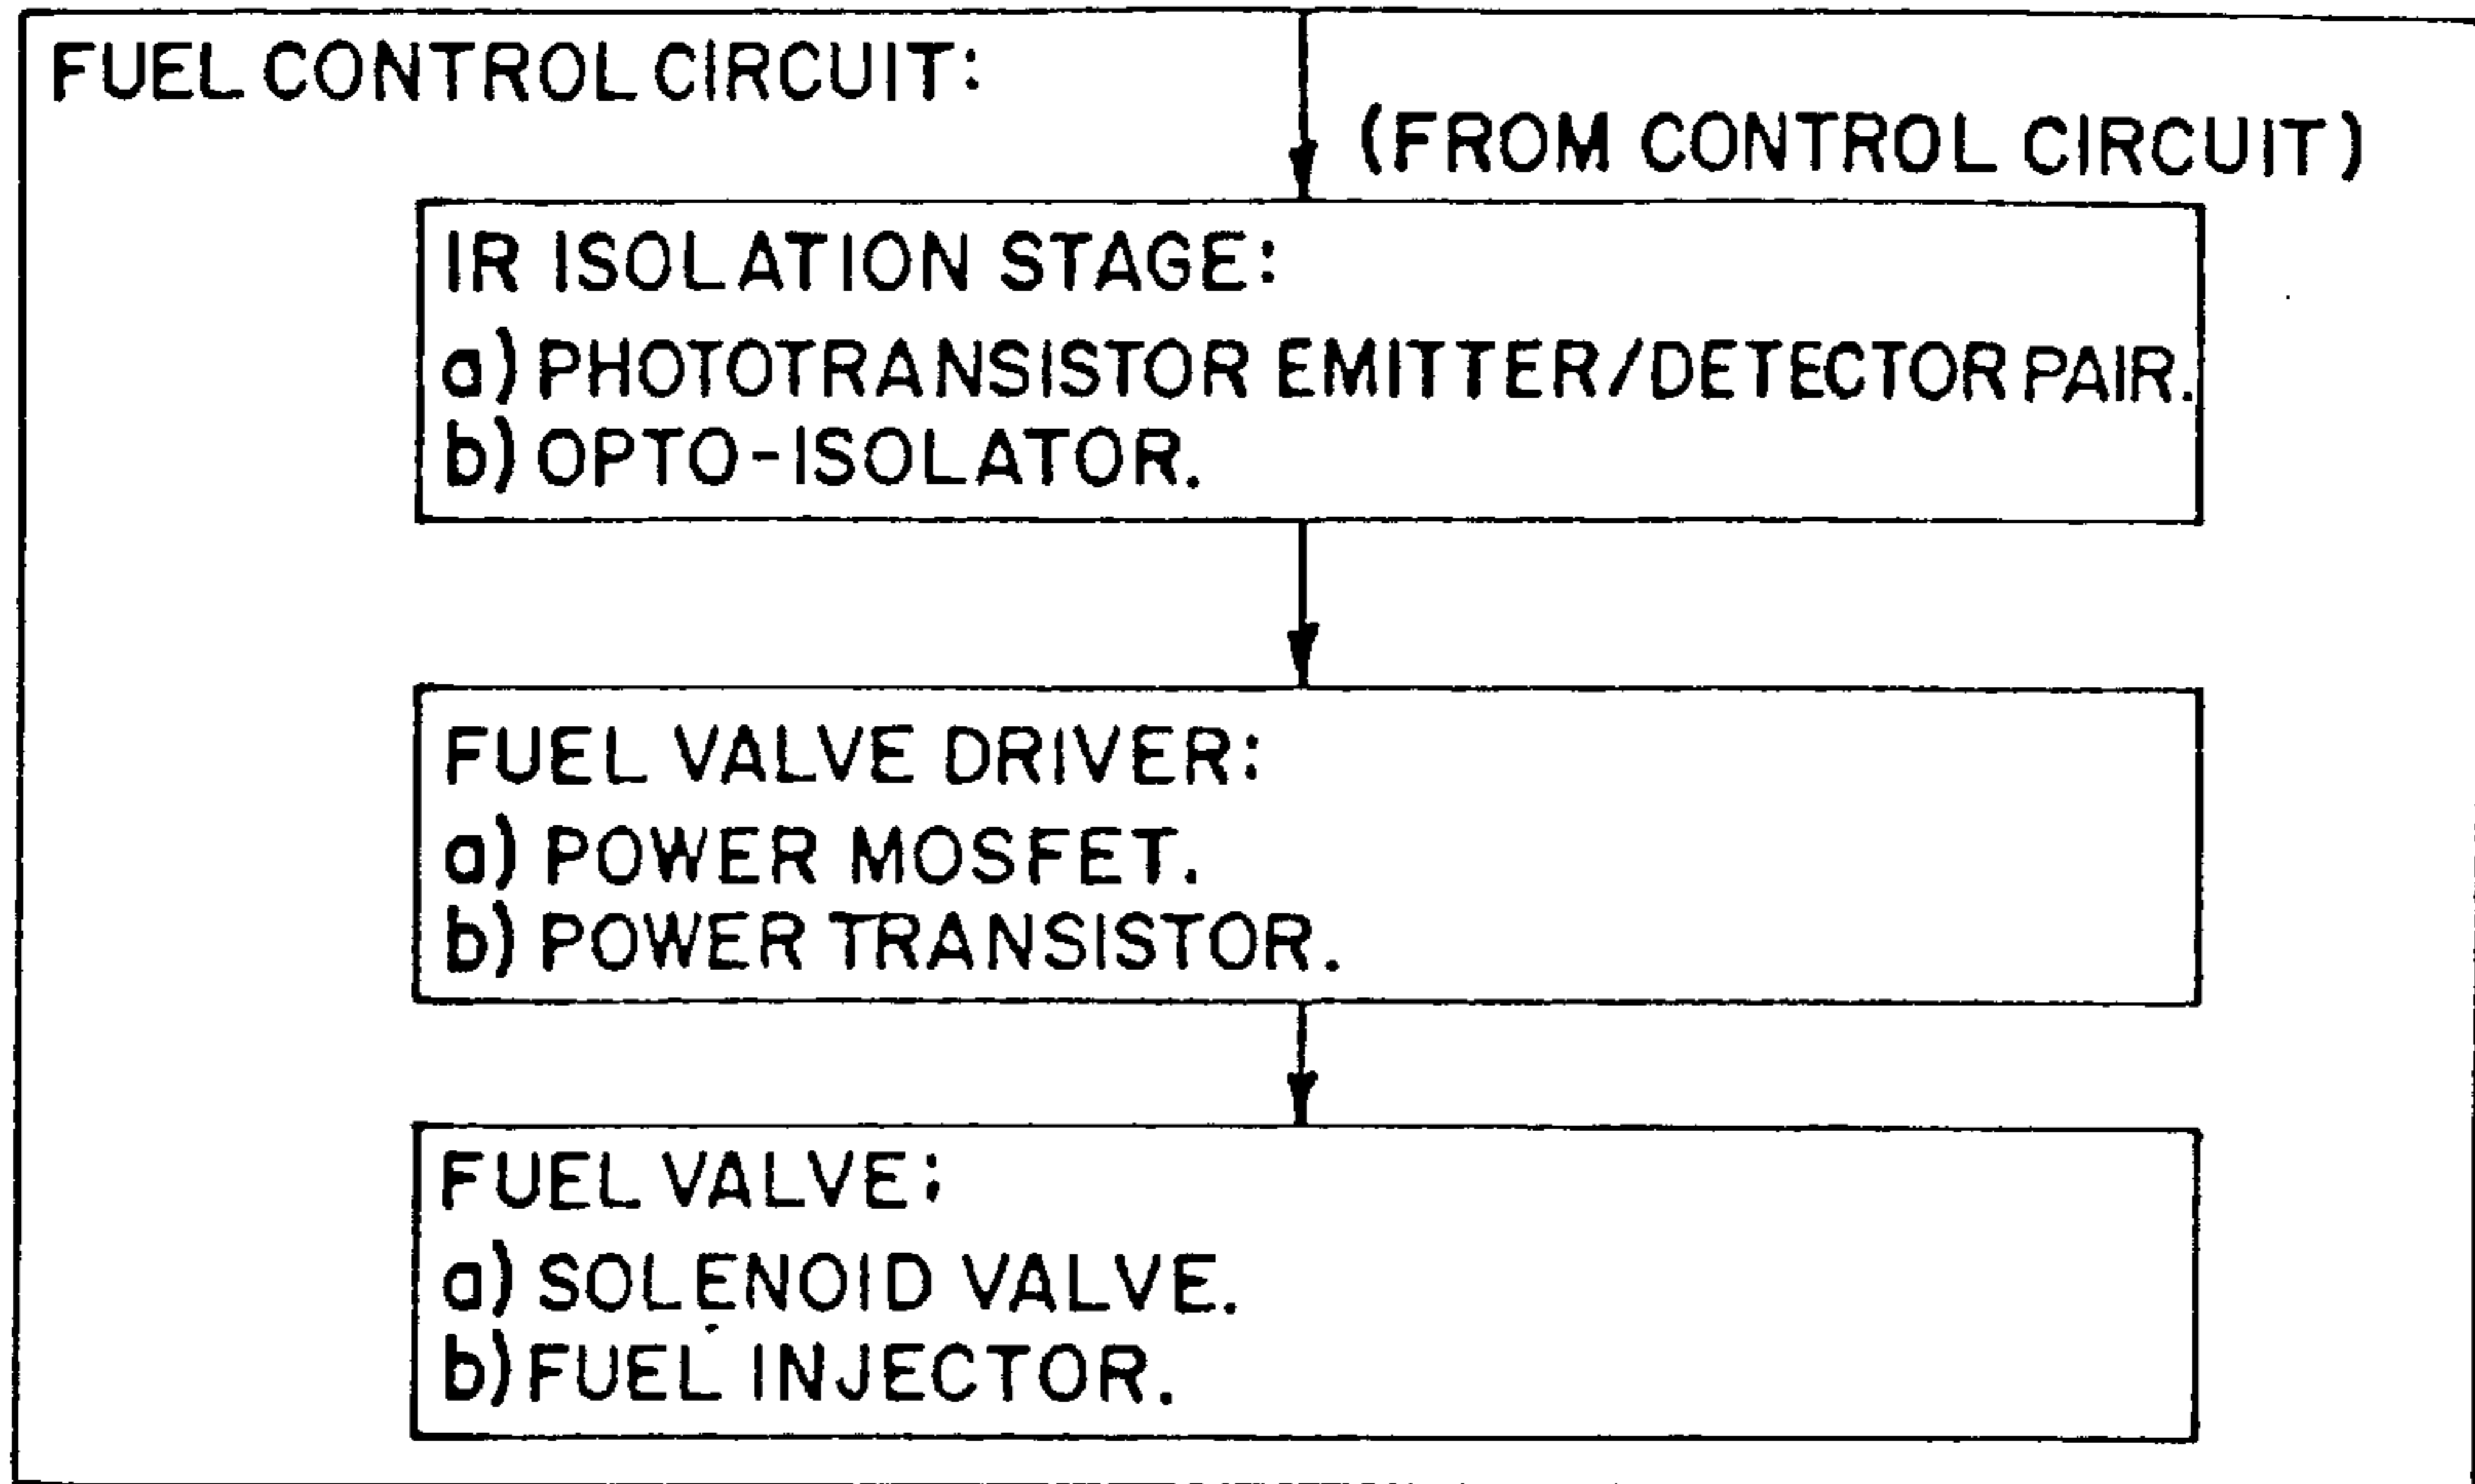 FUEL CONTROL CIRCUIT:
(FROM CONTROL CIRCUIT)
IR ISOLATION STAGE:
a) PHOTOTRANSISTOR EMITTER/DETECTOR PAIR.
b) OPTO-ISOLATOR.
FUEL VALVE DRIVER:
a) POWER MOSFET.
b) POWER TRANSISTOR.
FUEL VALVE:
a) SOLENOID VALVE.
b) FUEL INJECTOR.